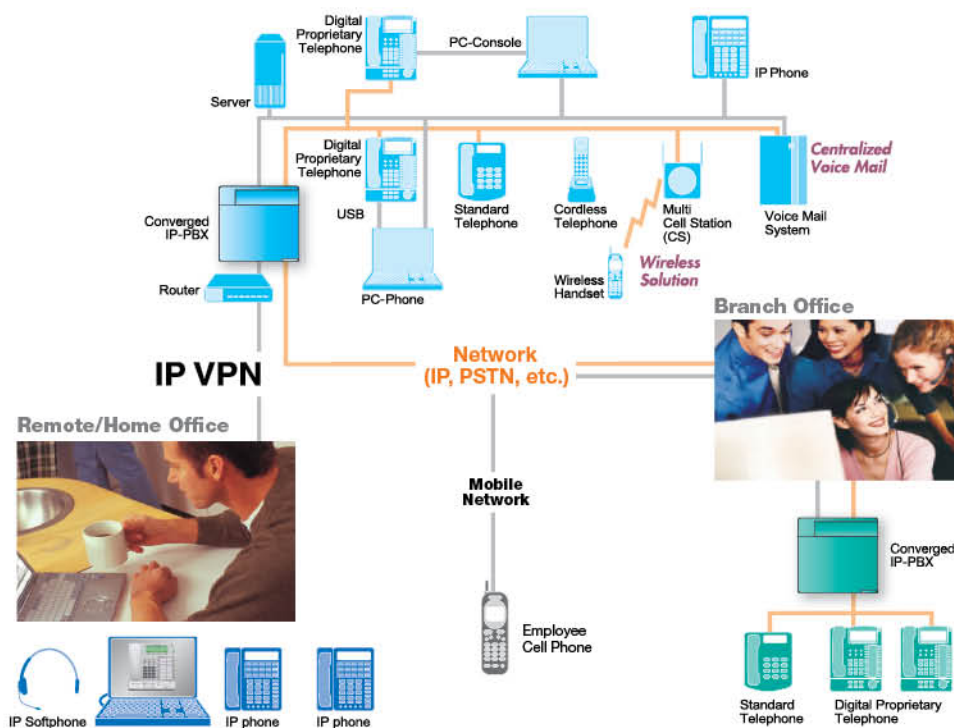 Digital
Proprietary
Telephone
PC-Console
IP Phone
Server
Digital
Proprietary
Telephone
USB
Standard
Telephone
Cordless
Telephone
Multi
Cell Station
(CS)
Centralized
Voice Mail
Voice Mail
System
Converged
IP-PBX
Router
PC-Phone
Wireless
Handset
Wireless
Solution
Branch Office
IP VPN
Network
(IP, PSTN, etc.)
Remote/Home Office
Mobile
Network
Converged
IP-PBX
Employee
Cell Phone
IP Softphone
IP phone
IP phone
Standard
Telephone
Digital Proprietary
Telephone